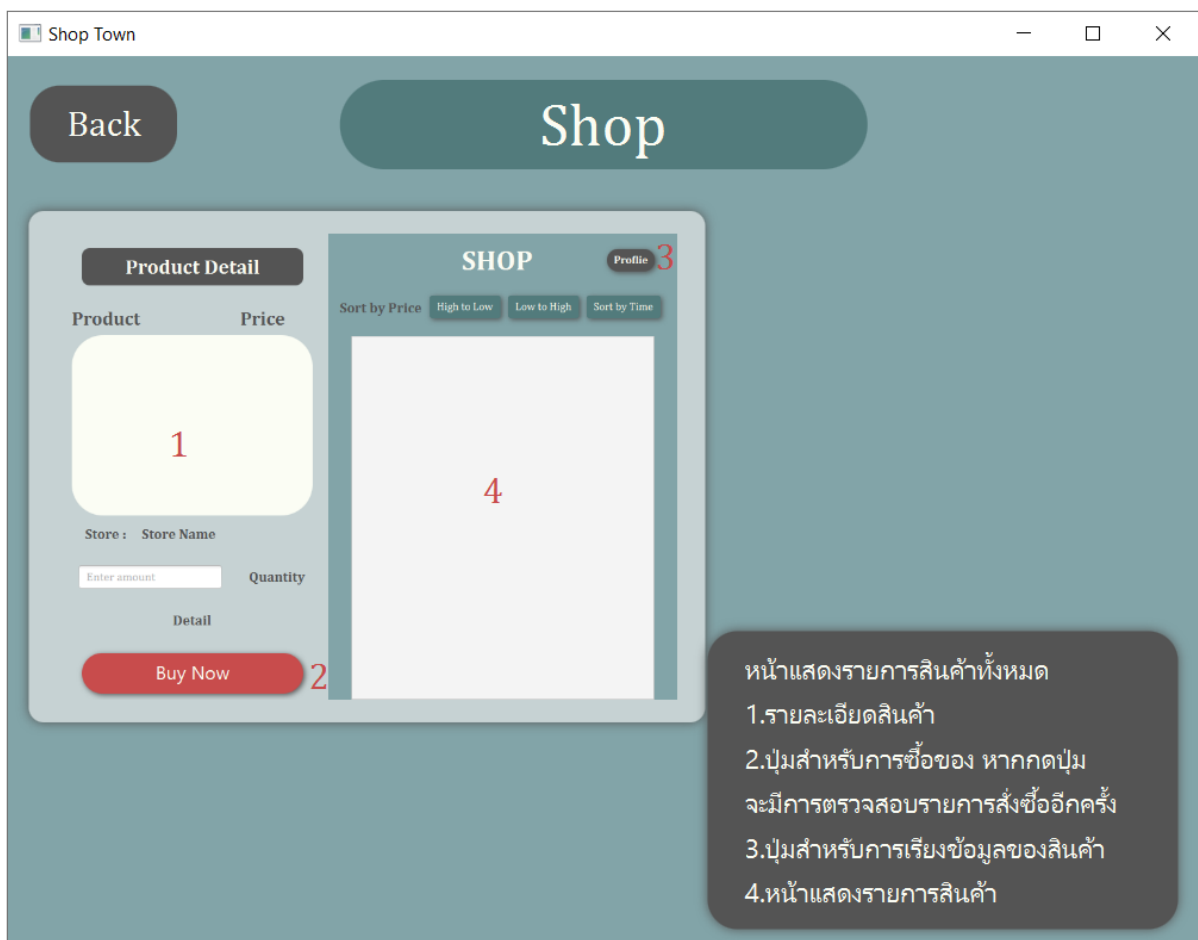 Shop Town
Back
Shop
Product Detail
Product Price
1
Store : Store Name
Enter amount Quantity
Detail
Buy Now 2
SHOP
Proflie 3
Sort by Price High to Low Low to High Sort by Time
4
หน้าแสดงรายการสินค้าทั้งหมด
1.รายละเอียดสินค้า
2.ปุ่มสำหรับการซื้อของ หากกดปุ่ม
จะมีการตรวจสอบรายการสั่งซื้ออีกครั้ง
3.ปุ่มสำหรับการเรียงข้อมูลของสินค้า
4.หน้าแสดงรายการสินค้า